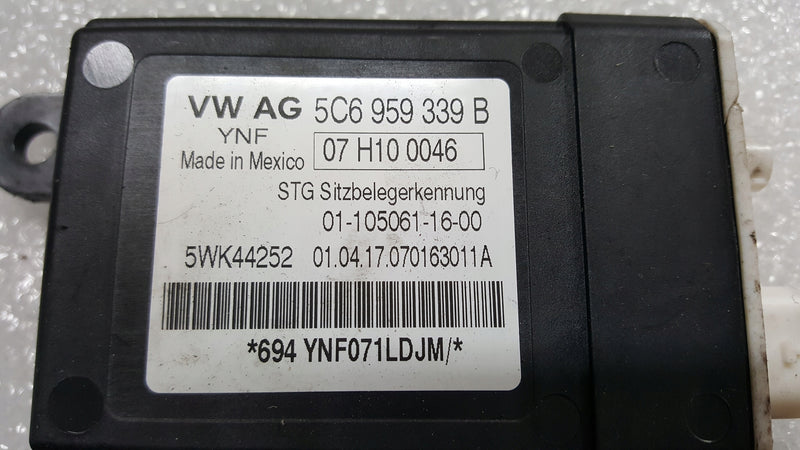 VW AG 5C6 959 339 B
YNF 07 H10 0046
Made in Mexico
STG Sitzbelegerkennung
01-105061-16-00
5WK44252 01.04.17.070163011A
*694 YNF071LDJM/*